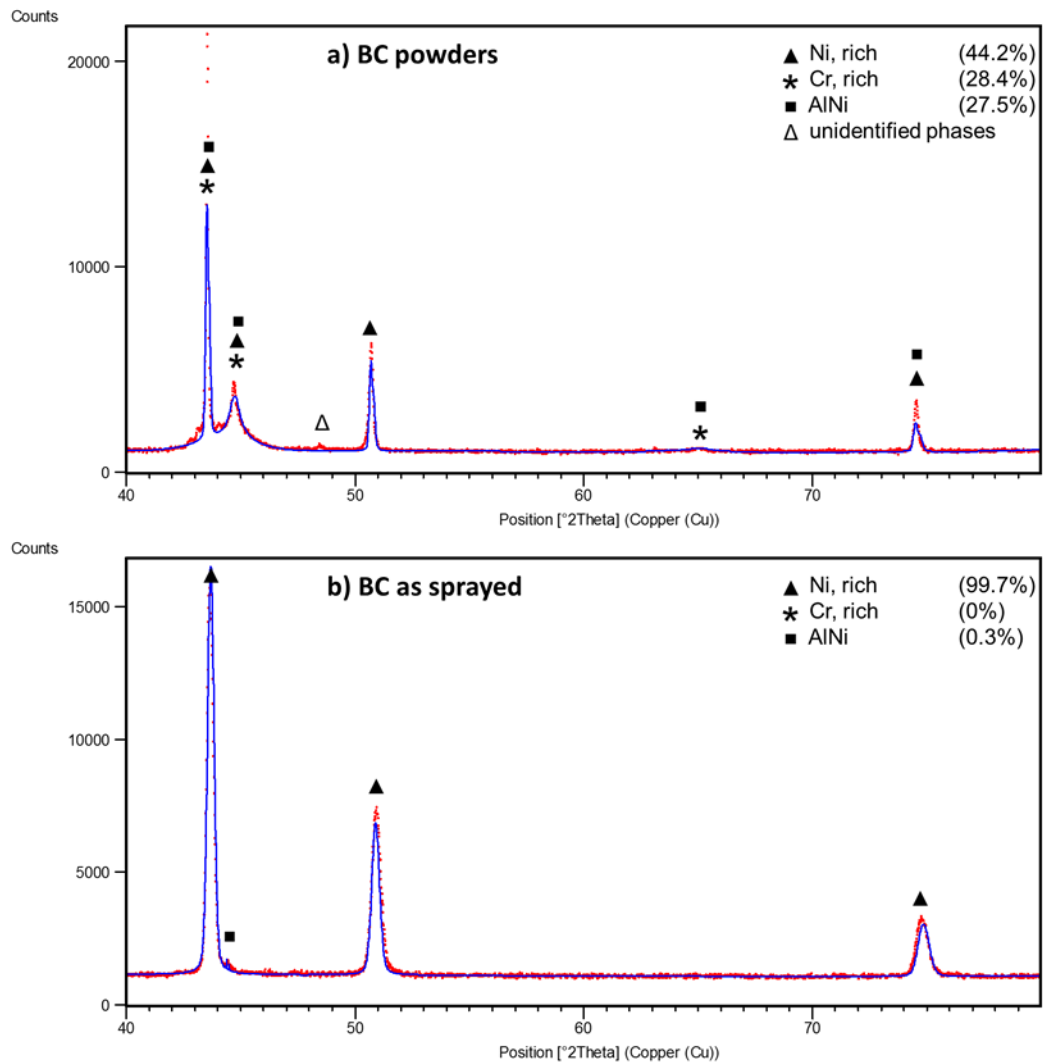 Counts
a) BC powders
▲ Ni, rich (44.2%)
* Cr, rich (28.4%)
■ AlNi (27.5%)
Δ unidentified phases
20000
10000
0
Δ
40 50 60 70
Position [°2Theta] (Copper (Cu))
Counts
b) BC as sprayed
▲ Ni, rich (99.7%)
* Cr, rich (0%)
■ AlNi (0.3%)
15000
10000
5000
0
40 50 60 70
Position [°2Theta] (Copper (Cu))